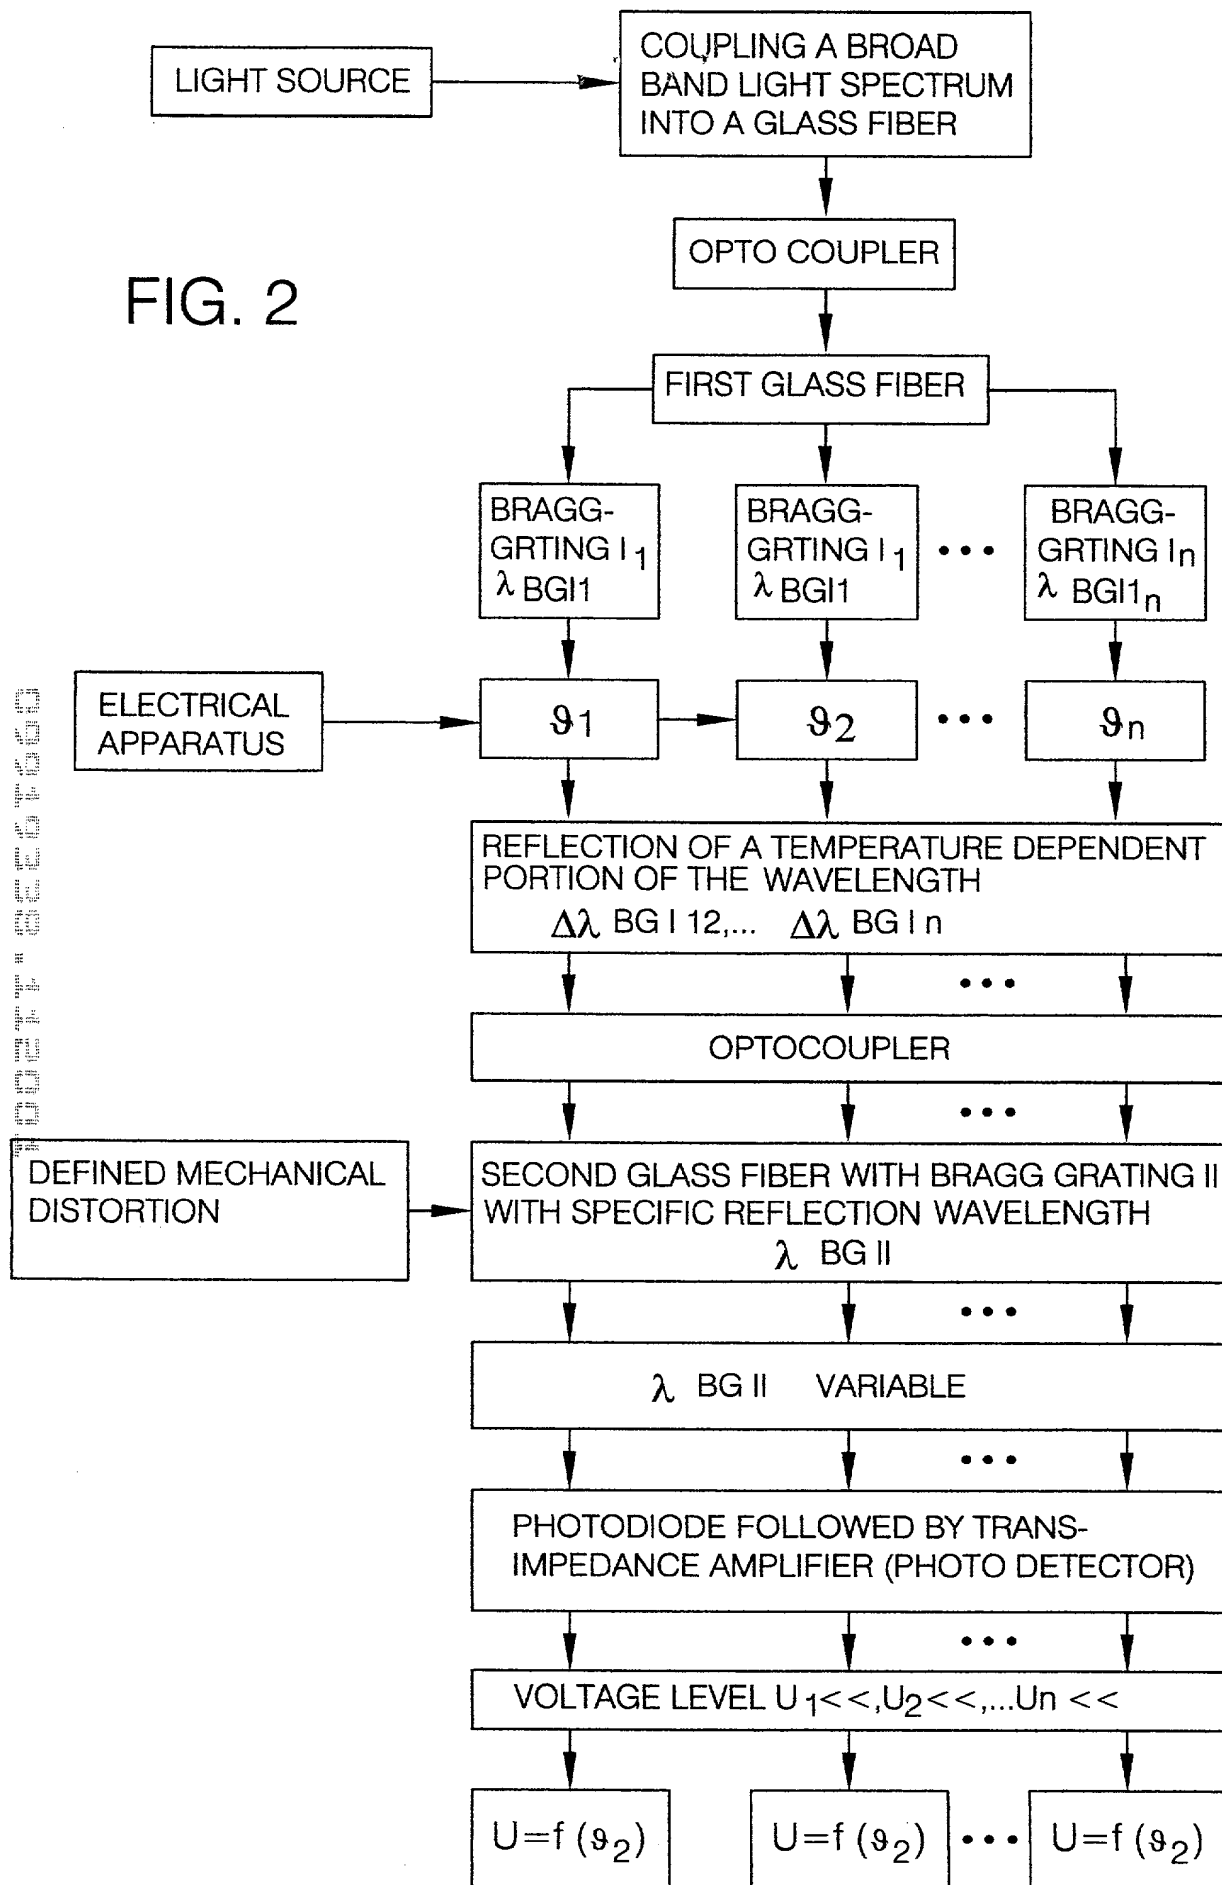 LIGHT SOURCE
COUPLING A BROAD
BAND LIGHT SPECTRUM
INTO A GLASS FIBER
OPTO COUPLER
FIG. 2
FIRST GLASS FIBER
BRAGG-
GRTING I1
λ BGI1
BRAGG-
GRTING I1
λ BGI1
•••
BRAGG-
GRTING In
λ BGI1n
ELECTRICAL
APPARATUS
ϑ1
ϑ2
•••
ϑn
REFLECTION OF A TEMPERATURE DEPENDENT
PORTION OF THE WAVELENGTH
Δλ BG I 12,... Δλ BG I n
•••
OPTOCOUPLER
•••
DEFINED MECHANICAL
DISTORTION
SECOND GLASS FIBER WITH BRAGG GRATING II
WITH SPECIFIC REFLECTION WAVELENGTH
λ BG II
•••
λ BG II VARIABLE
•••
PHOTODIODE FOLLOWED BY TRANS-
IMPEDANCE AMPLIFIER (PHOTO DETECTOR)
•••
VOLTAGE LEVEL U1<<,U2<<,...Un <<
U=f (ϑ2)
U=f (ϑ2)
•••
U=f (ϑ2)